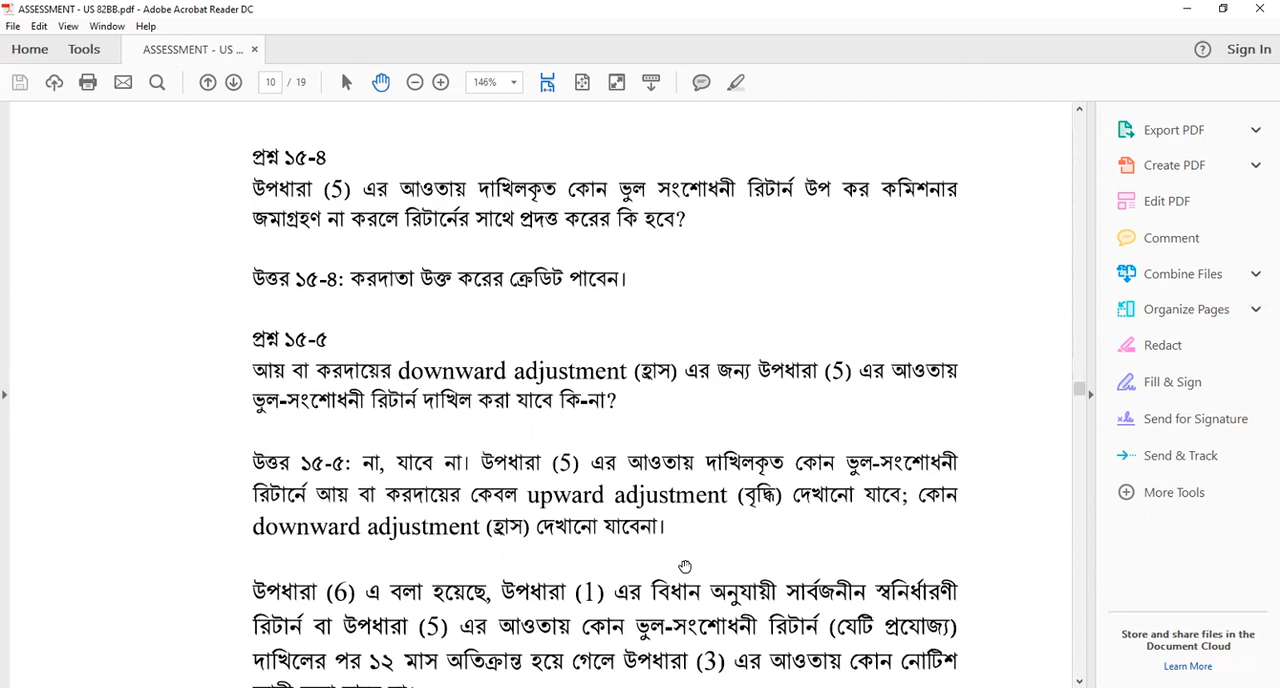 ASSESSMENT - US 82BB.pdf - Adobe Acrobat Reader DC
File Edit View Window Help
Home Tools ASSESSMENT - US ... × Sign In
10 / 19 146%
প্রশ্ন ১৫-৪
উপধারা (5) এর আওতায় দাখিলকৃত কোন ভুল সংশোধনী রিটার্ন উপ কর কমিশনার
জমাগ্রহণ না করলে রিটার্নের সাথে প্রদত্ত করের কি হবে?
উত্তর ১৫-৪: করদাতা উক্ত করের ক্রেডিট পাবেন।
প্রশ্ন ১৫-৫
আয় বা করদায়ের downward adjustment (হ্রাস) এর জন্য উপধারা (5) এর আওতায়
ভুল-সংশোধনী রিটার্ন দাখিল করা যাবে কি-না?
উত্তর ১৫-৫: না, যাবে না। উপধারা (5) এর আওতায় দাখিলকৃত কোন ভুল-সংশোধনী
রিটার্নে আয় বা করদায়ের কেবল upward adjustment (বৃদ্ধি) দেখানো যাবে; কোন
downward adjustment (হ্রাস) দেখানো যাবেনা।
উপধারা (6) এ বলা হয়েছে, উপধারা (1) এর বিধান অনুযায়ী সার্বজনীন স্বনির্ধারণী
রিটার্ন বা উপধারা (5) এর আওতায় কোন ভুল-সংশোধনী রিটার্ন (যেটি প্রযোজ্য)
দাখিলের পর ১২ মাস অতিক্রান্ত হয়ে গেলে উপধারা (3) এর আওতায় কোন নোটিশ
Export PDF
Create PDF
Edit PDF
Comment
Combine Files
Organize Pages
Redact
Fill & Sign
Send for Signature
Send & Track
More Tools
Store and share files in the
Document Cloud
Learn More